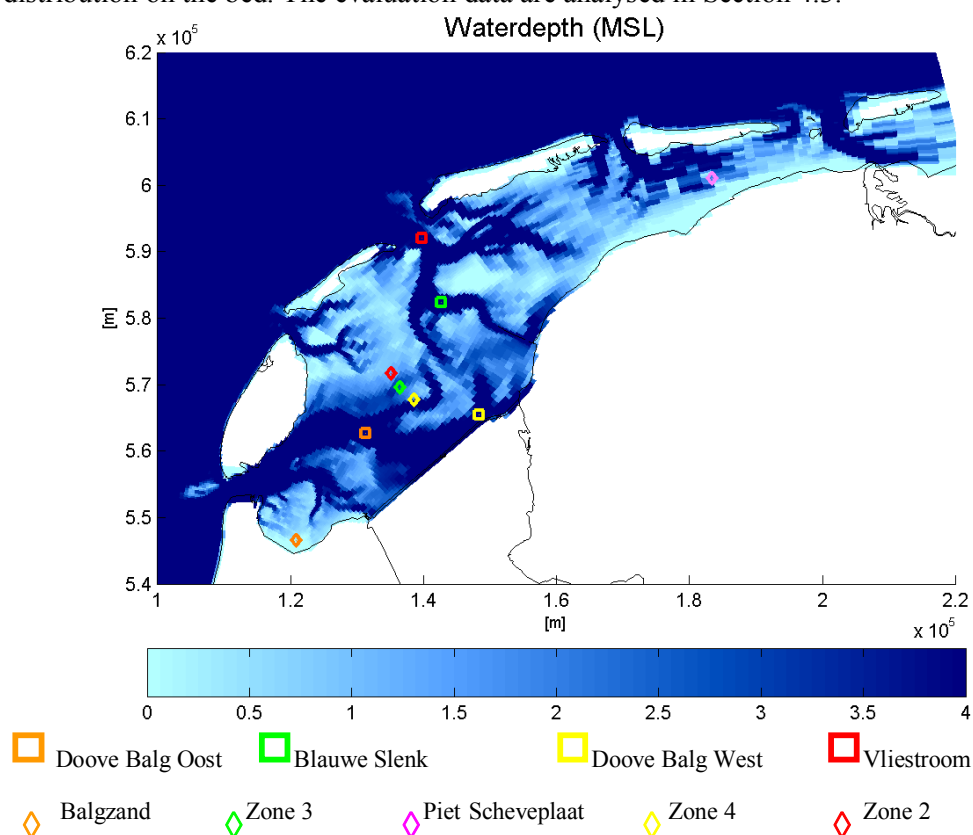 distribution on the bed. The evaluation data are analysed in Section 4.5.
Waterdepth (MSL)
x 10^5
6.2
6.1
6
5.9
5.8
5.7
5.6
5.5
5.4
[m]
1 1.2 1.4 1.6 1.8 2 2.2
[m]
x 10^5
0 0.5 1 1.5 2 2.5 3 3.5 4
Doove Balg Oost Blauwe Slenk Doove Balg West Vliestroom
Balgzand Zone 3 Piet Scheveplaat Zone 4 Zone 2